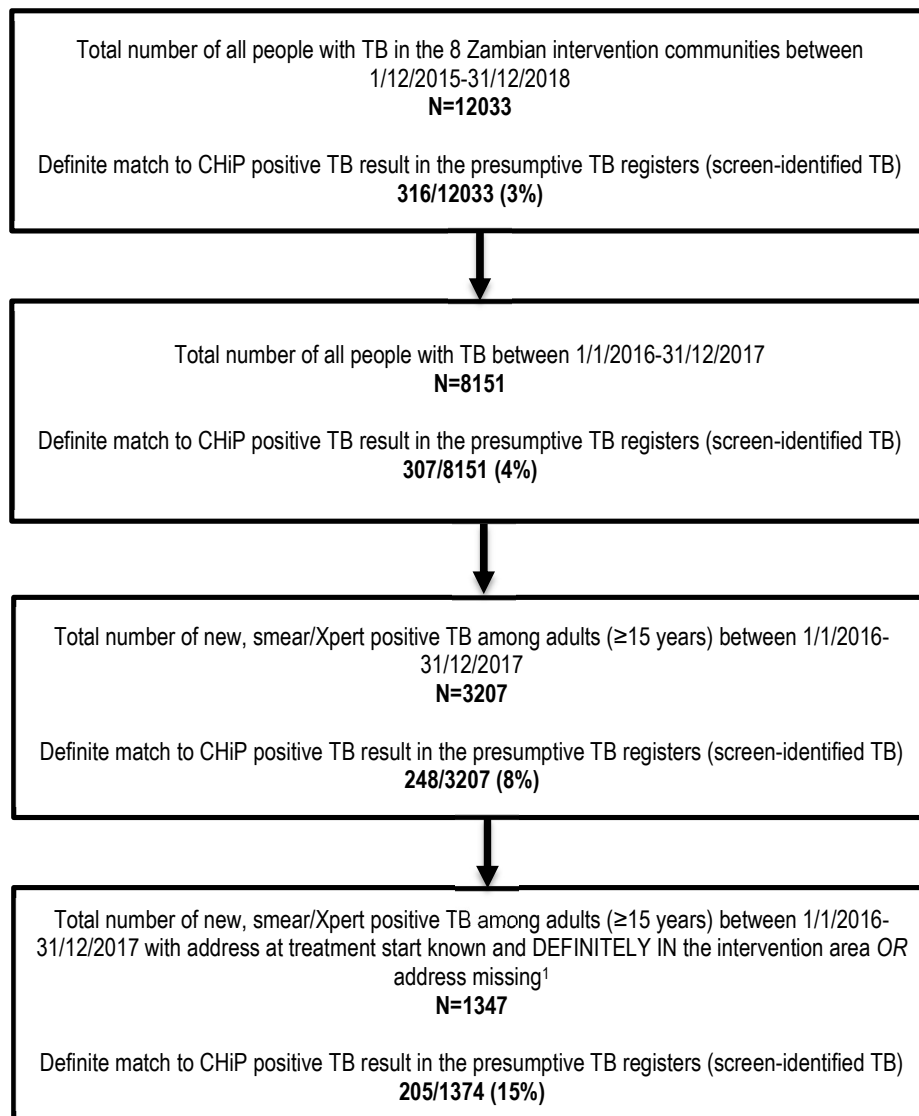 Total number of all people with TB in the 8 Zambian intervention communities between
1/12/2015-31/12/2018
N=12033
Definite match to CHiP positive TB result in the presumptive TB registers (screen-identified TB)
316/12033 (3%)
Total number of all people with TB between 1/1/2016-31/12/2017
N=8151
Definite match to CHiP positive TB result in the presumptive TB registers (screen-identified TB)
307/8151 (4%)
Total number of new, smear/Xpert positive TB among adults (≥15 years) between 1/1/2016-
31/12/2017
N=3207
Definite match to CHiP positive TB result in the presumptive TB registers (screen-identified TB)
248/3207 (8%)
Total number of new, smear/Xpert positive TB among adults (≥15 years) between 1/1/2016-
31/12/2017 with address at treatment start known and DEFINITELY IN the intervention area OR
address missing¹
N=1347
Definite match to CHiP positive TB result in the presumptive TB registers (screen-identified TB)
205/1374 (15%)